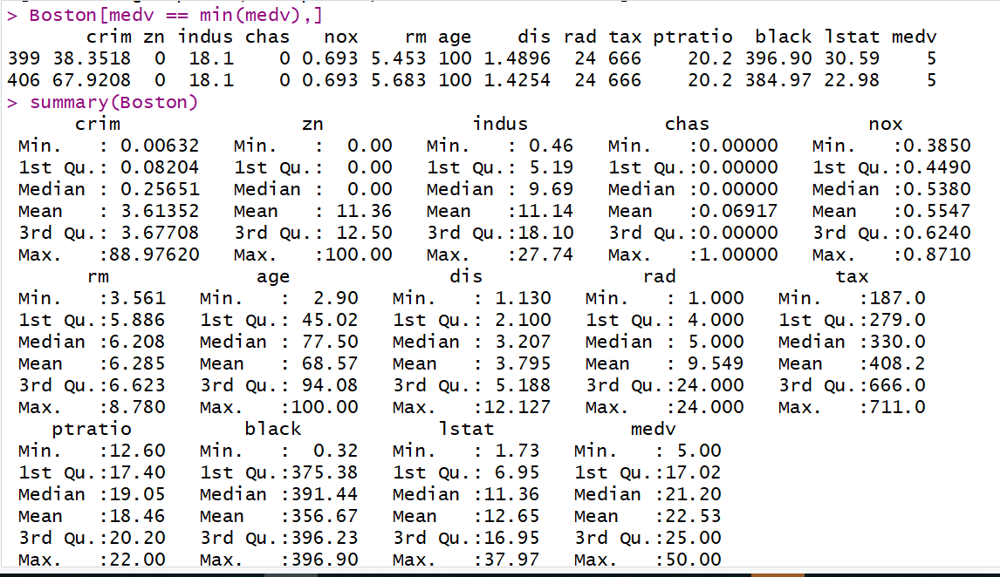 > Boston[medv == min(medv),]
crim zn indus chas nox rm age dis rad tax ptratio black lstat medv
399 38.3518 0 18.1 0 0.693 5.453 100 1.4896 24 666 20.2 396.90 30.59 5
406 67.9208 0 18.1 0 0.693 5.683 100 1.4254 24 666 20.2 384.97 22.98 5
> summary(Boston)
crim zn indus chas nox
Min. : 0.00632 Min. : 0.00 Min. : 0.46 Min. :0.00000 Min. :0.3850
1st Qu.: 0.08204 1st Qu.: 0.00 1st Qu.: 5.19 1st Qu.:0.00000 1st Qu.:0.4490
Median : 0.25651 Median : 0.00 Median : 9.69 Median :0.00000 Median :0.5380
Mean : 3.61352 Mean : 11.36 Mean :11.14 Mean :0.06917 Mean :0.5547
3rd Qu.: 3.67708 3rd Qu.: 12.50 3rd Qu.:18.10 3rd Qu.:0.00000 3rd Qu.:0.6240
Max. :88.97620 Max. :100.00 Max. :27.74 Max. :1.00000 Max. :0.8710
rm age dis rad tax
Min. :3.561 Min. : 2.90 Min. : 1.130 Min. : 1.000 Min. :187.0
1st Qu.:5.886 1st Qu.: 45.02 1st Qu.: 2.100 1st Qu.: 4.000 1st Qu.:279.0
Median :6.208 Median : 77.50 Median : 3.207 Median : 5.000 Median :330.0
Mean :6.285 Mean : 68.57 Mean : 3.795 Mean : 9.549 Mean :408.2
3rd Qu.:6.623 3rd Qu.: 94.08 3rd Qu.: 5.188 3rd Qu.:24.000 3rd Qu.:666.0
Max. :8.780 Max. :100.00 Max. :12.127 Max. :24.000 Max. :711.0
ptratio black lstat medv
Min. :12.60 Min. : 0.32 Min. : 1.73 Min. : 5.00
1st Qu.:17.40 1st Qu.:375.38 1st Qu.: 6.95 1st Qu.:17.02
Median :19.05 Median :391.44 Median :11.36 Median :21.20
Mean :18.46 Mean :356.67 Mean :12.65 Mean :22.53
3rd Qu.:20.20 3rd Qu.:396.23 3rd Qu.:16.95 3rd Qu.:25.00
Max. :22.00 Max. :396.90 Max. :37.97 Max. :50.00